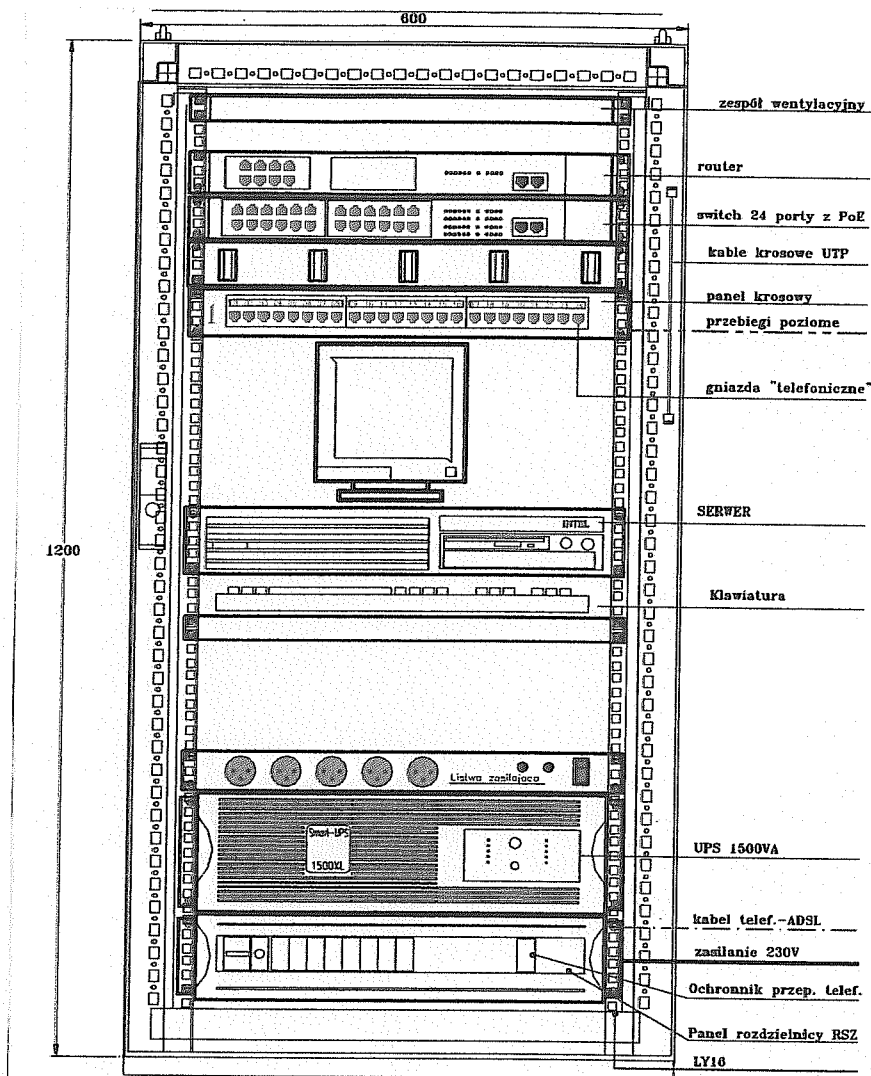 600
zespół wentylacyjny
router
switch 24 porty z PoE
kable krosowe UTP
panel krosowy
przebiegi poziome
1
gniazda "telefoniczne"
SERWER
INTEL
1200
Klawiatura
Listwa zasilająca
Smart-UPS
1500XL
UPS 1500VA
kabel telef.-ADSL
zasilanie 230V
Ochronnik przep. telef.
Panel rozdzielnicy RSZ
LY16